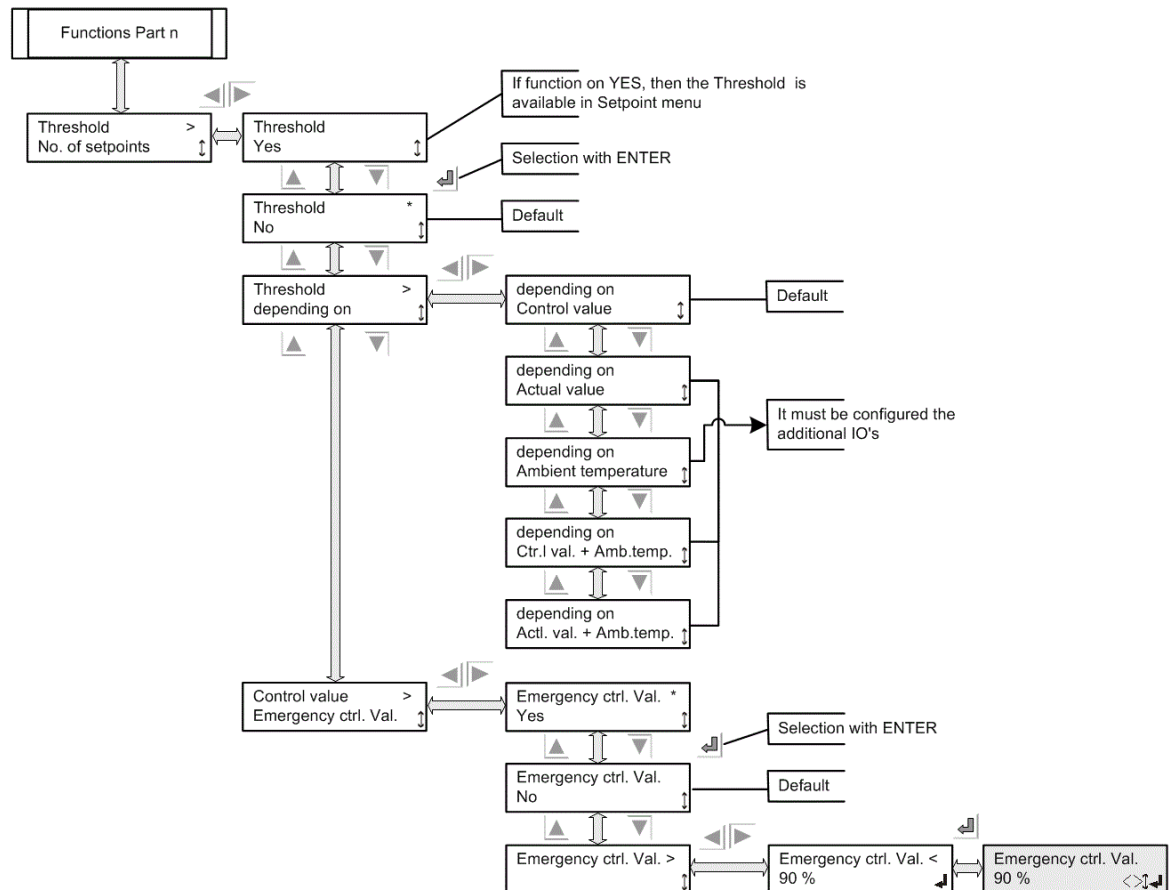 Functions Part n
If function on YES, then the Threshold is
available in Setpoint menu
Threshold >
No. of setpoints
Threshold
Yes
Selection with ENTER
Threshold *
No
Default
Threshold >
depending on
depending on
Control value
Default
depending on
Actual value
It must be configured the
additional IO's
depending on
Ambient temperature
depending on
Ctr.l val. + Amb.temp.
depending on
Actl. val. + Amb.temp.
Control value >
Emergency ctrl. Val.
Emergency ctrl. Val. *
Yes
Selection with ENTER
Emergency ctrl. Val.
No
Default
Emergency ctrl. Val. >
Emergency ctrl. Val. <
90 %
Emergency ctrl. Val.
90 % <>